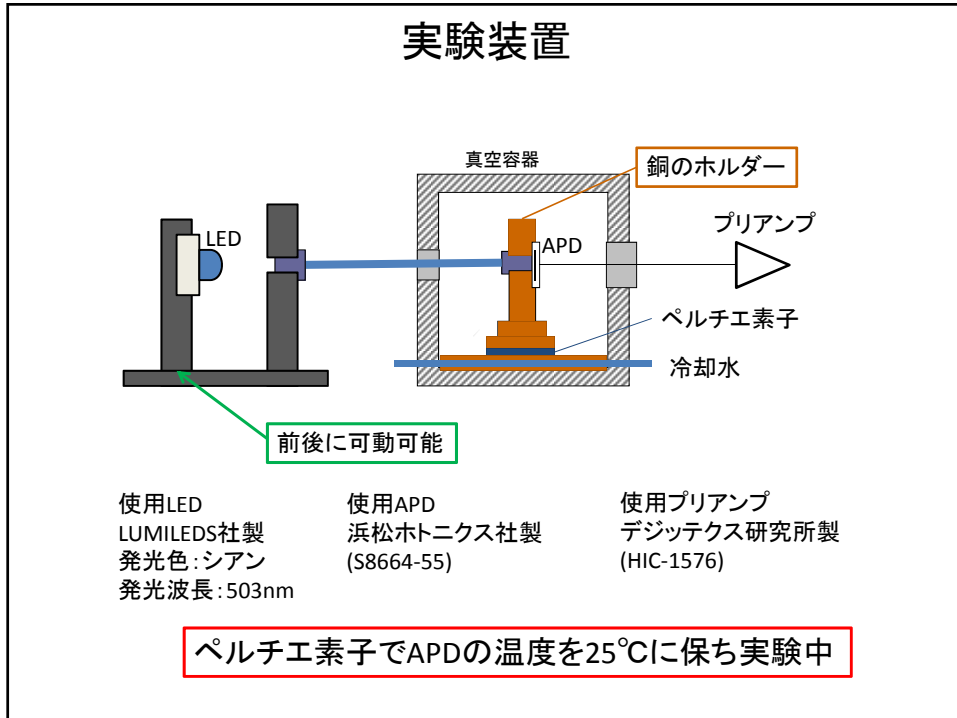 実験装置
真空容器
銅のホルダー
LED
APD
プリアンプ
ペルチエ素子
冷却水
前後に可動可能
使用LED
LUMILEDS社製
発光色：シアン
発光波長：503nm
使用APD
浜松ホトニクス社製
(S8664-55)
使用プリアンプ
デジッテクス研究所製
(HIC-1576)
ペルチエ素子でAPDの温度を25℃に保ち実験中